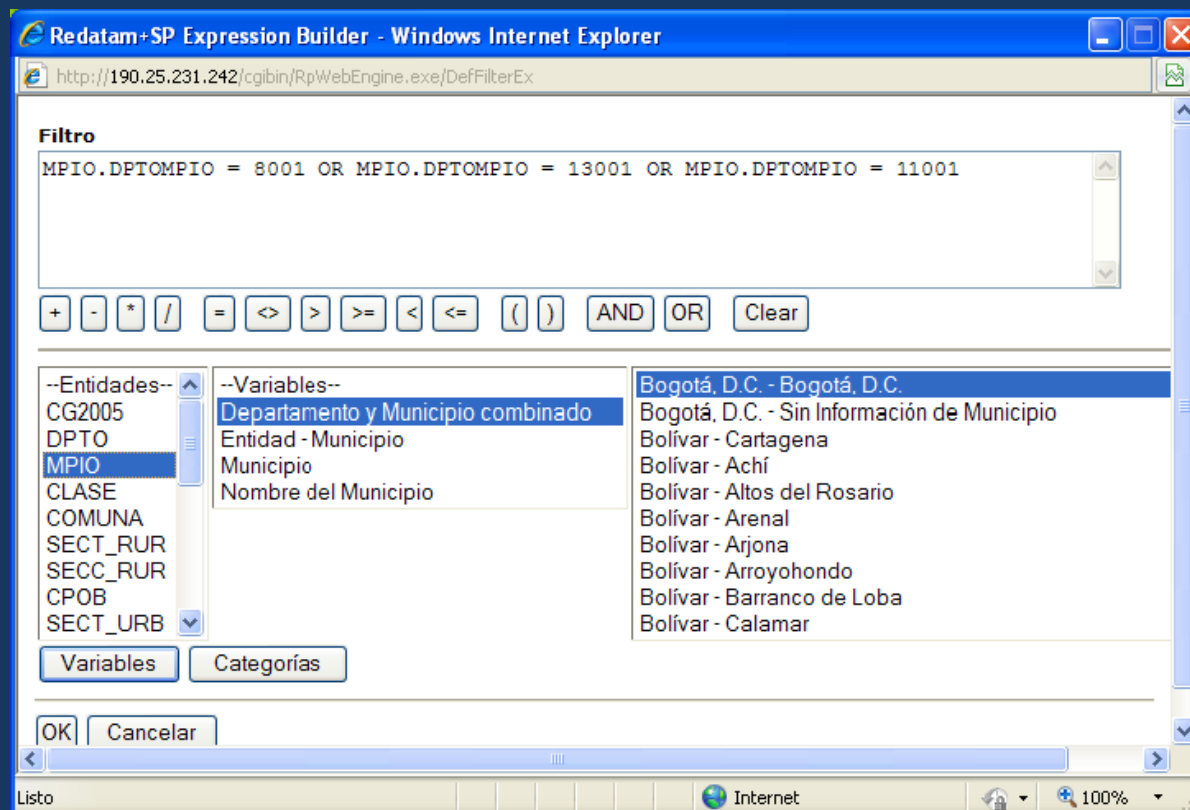 Redatam+SP Expression Builder - Windows Internet Explorer
http://190.25.231.242/cgibin/RpWebEngine.exe/DefFilterEx
Filtro
MPIO.DPTOMPIO = 8001 OR MPIO.DPTOMPIO = 13001 OR MPIO.DPTOMPIO = 11001
+ - * / = <> > >= < <= ( ) AND OR Clear
--Entidades--
CG2005
DPTO
MPIO
CLASE
COMUNA
SECT_RUR
SECC_RUR
CPOB
SECT_URB
--Variables--
Departamento y Municipio combinado
Entidad - Municipio
Municipio
Nombre del Municipio
Bogotá, D.C. - Bogotá, D.C.
Bogotá, D.C. - Sin Información de Municipio
Bolívar - Cartagena
Bolívar - Achí
Bolívar - Altos del Rosario
Bolívar - Arenal
Bolívar - Arjona
Bolívar - Arroyohondo
Bolívar - Barranco de Loba
Bolívar - Calamar
Variables Categorías
OK Cancelar
Listo Internet 100%